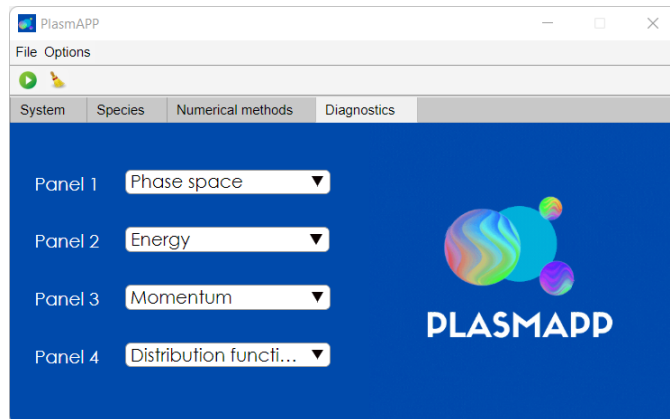 PlasmAPP
File Options
System Species Numerical methods Diagnostics
Panel 1 Phase space
Panel 2 Energy
Panel 3 Momentum
Panel 4 Distribution functi...
PLASMAPP